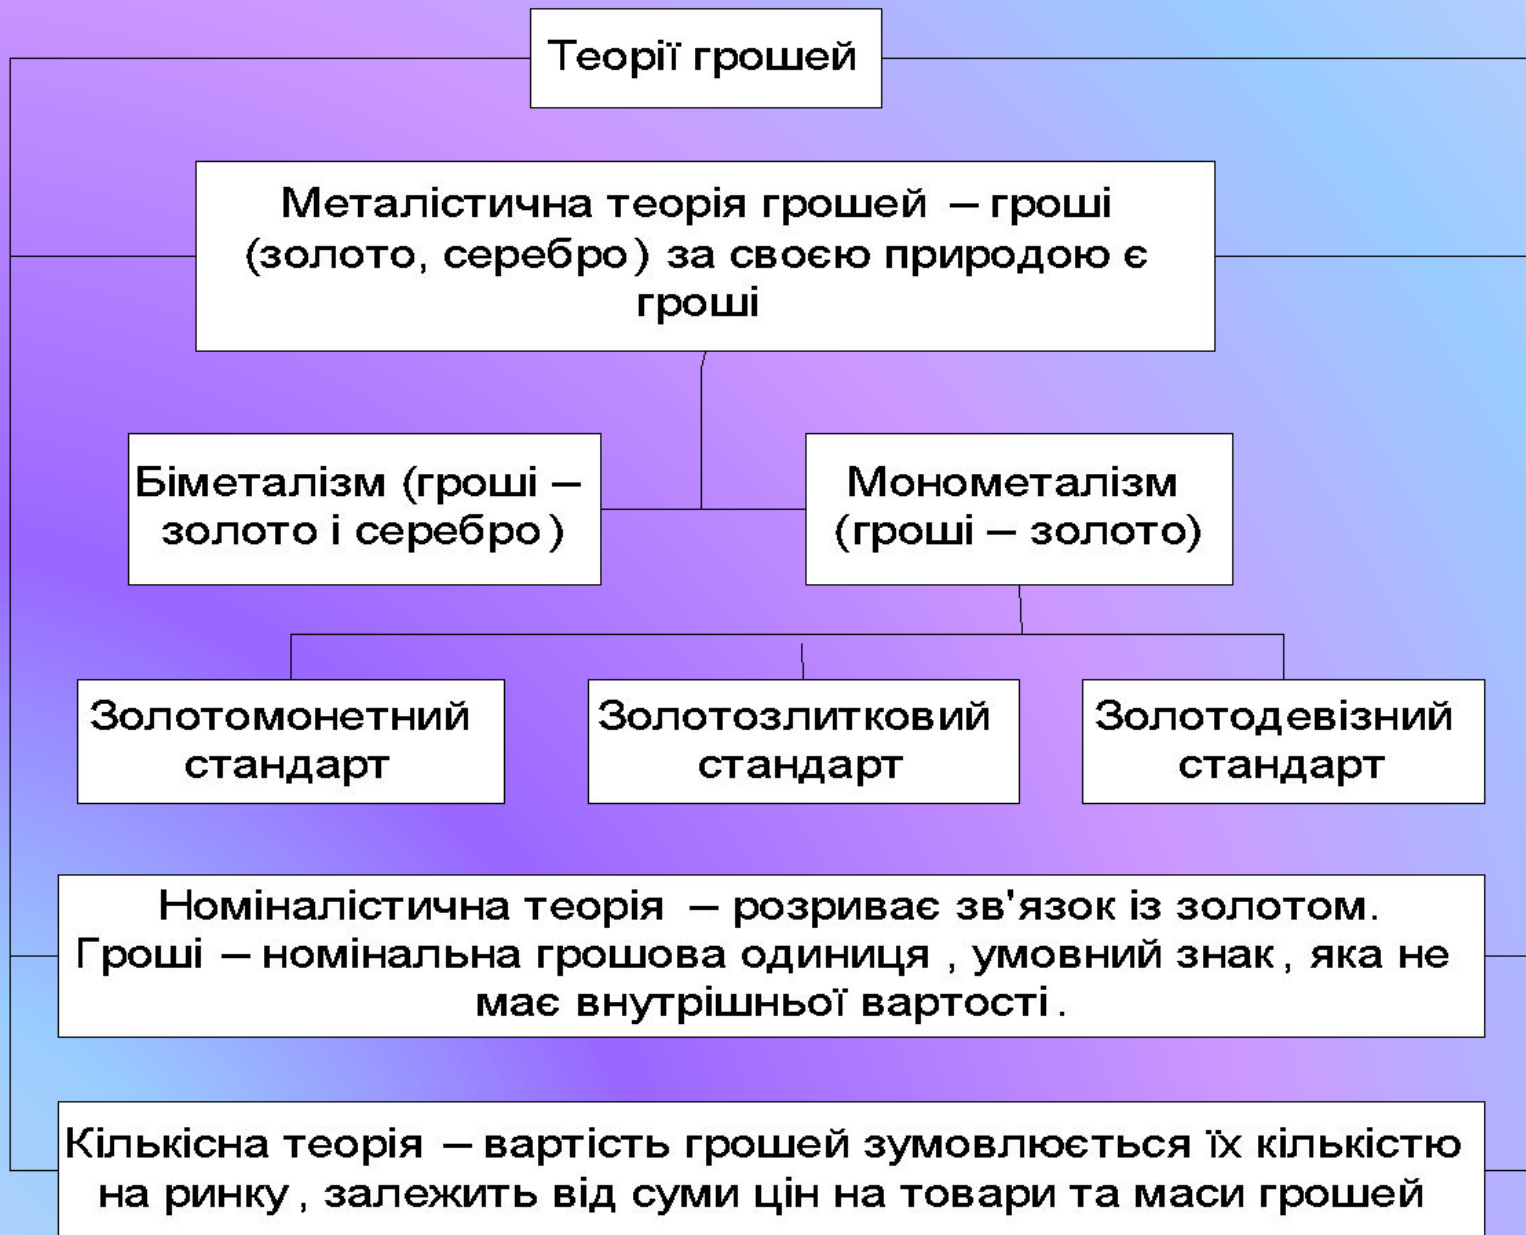 Теорії грошей
Металістична теорія грошей – гроші
(золото, серебро) за своєю природою є
гроші
Біметалізм (гроші –
золото і серебро)
Монометалізм
(гроші – золото)
Золотомонетний
стандарт
Золотозлитковий
стандарт
Золотодевізний
стандарт
Номіналістична теорія – розриває зв'язок із золотом.
Гроші – номінальна грошова одиниця, умовний знак, яка не
має внутрішньої вартості.
Кількісна теорія – вартість грошей зумовлюється їх кількістю
на ринку, залежить від суми цін на товари та маси грошей